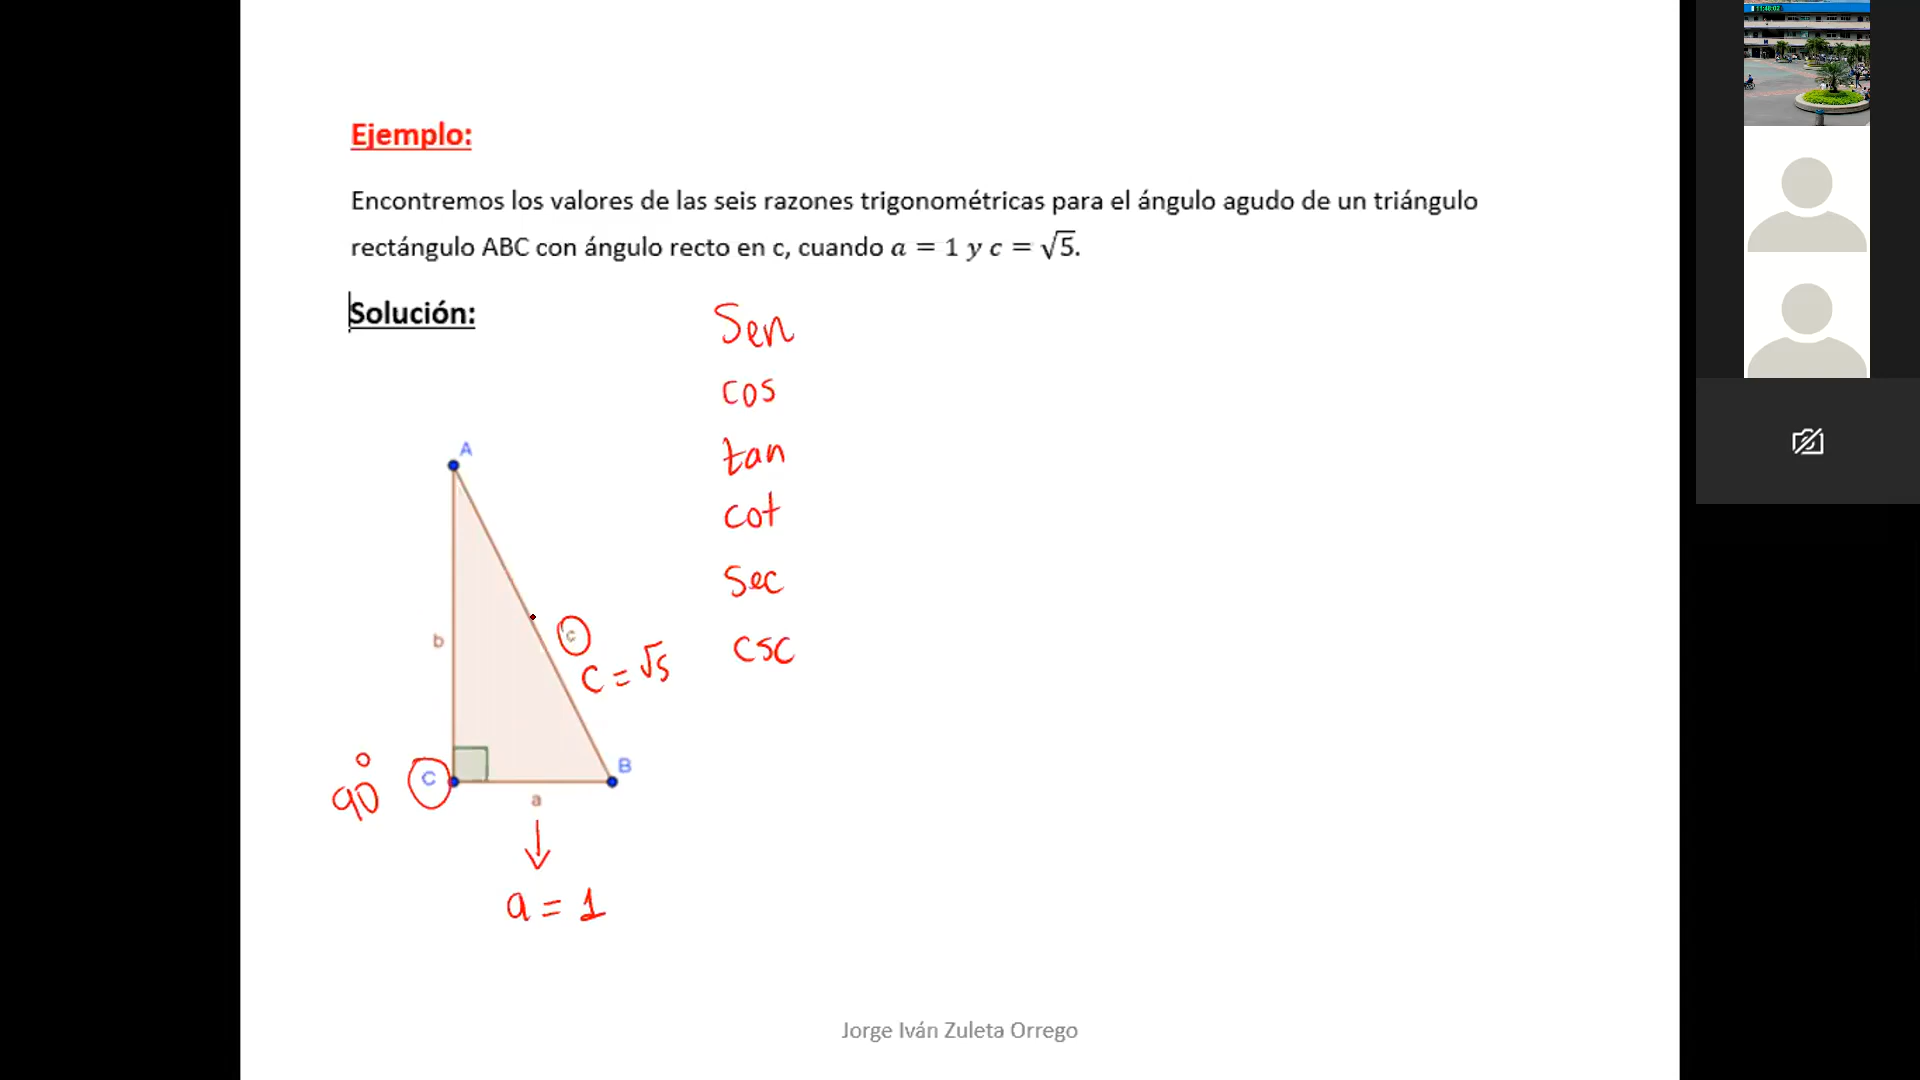 Ejemplo:
Encontremos los valores de las seis razones trigonométricas para el ángulo agudo de un triángulo
rectángulo ABC con ángulo recto en c, cuando a = 1 y c = √5.
Solución:
Sen
cos
tan
cot
Sec
csc
A
b
c
C = √5
90°
C
B
a
a = 1
Jorge Iván Zuleta Orrego